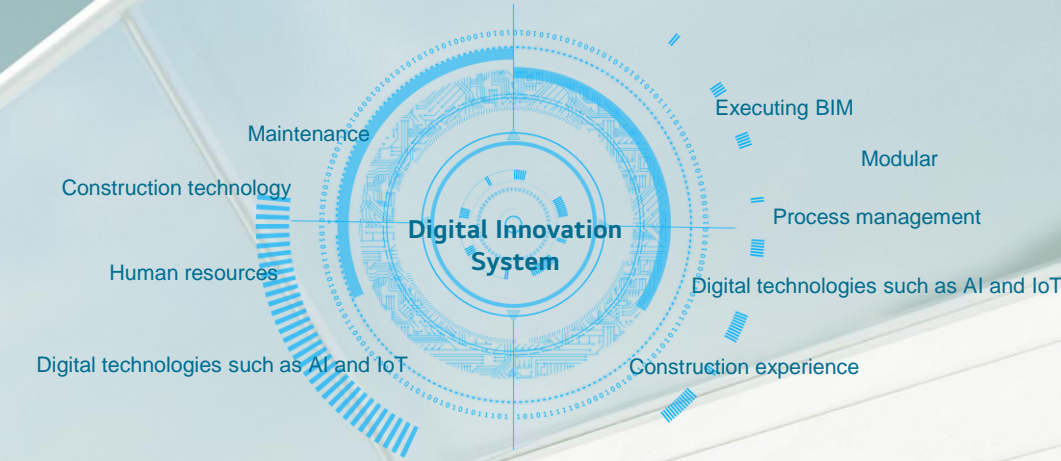 Executing BIM
Maintenance
Modular
Construction technology
Process management
Digital Innovation
System
Human resources
Digital technologies such as AI and IoT
Digital technologies such as AI and IoT
Construction experience